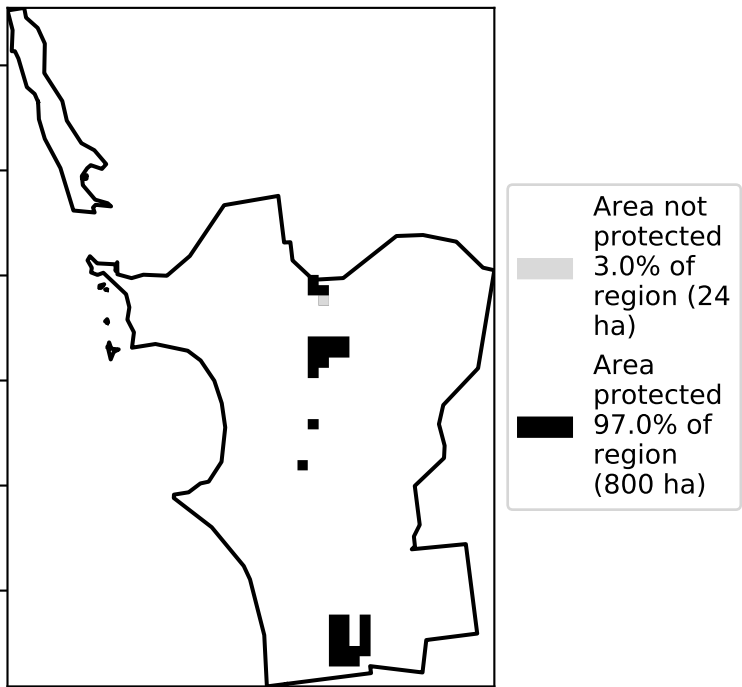 Area not
protected
3.0% of
region (24
ha)
Area
protected
97.0% of
region
(800 ha)